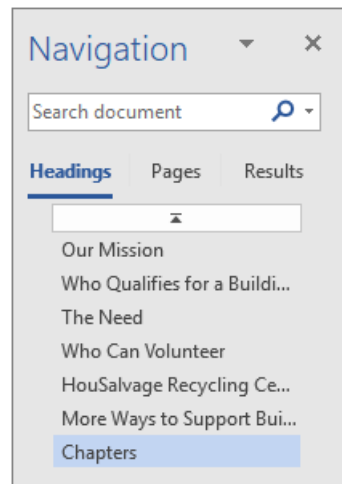 Navigation
Search document
Headings Pages Results
Our Mission
Who Qualifies for a Buildi...
The Need
Who Can Volunteer
HouSalvage Recycling Ce...
More Ways to Support Bui...
Chapters